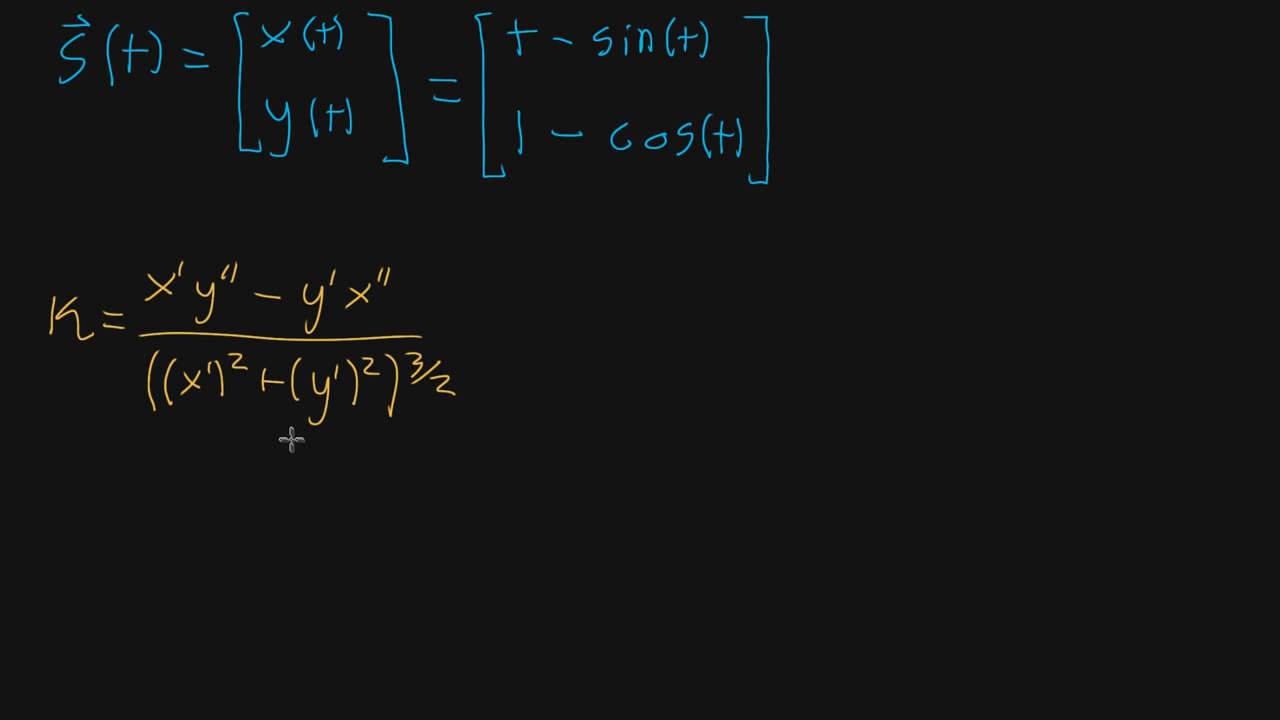 s⃗(t) = [x(t) y(t)] = [t - sin(t) 1 - cos(t)]
κ = x'y'' - y'x'' / ((x')² + (y')²)^3/2